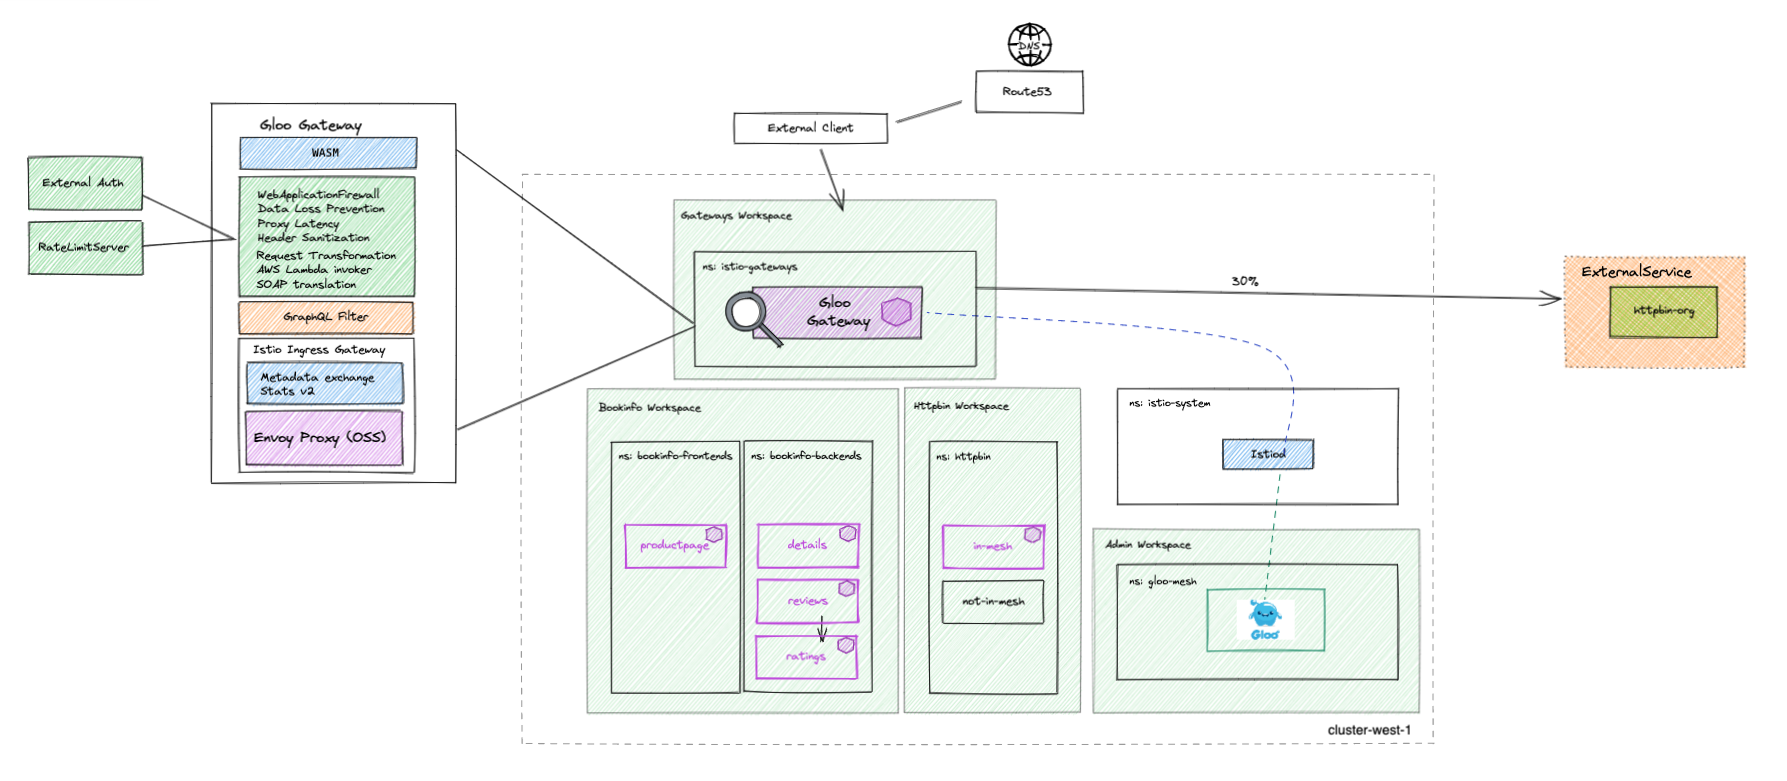 DNS
Route53
External Client
Gloo Gateway
WASM
External Auth
RateLimitServer
WebApplicationFirewall
Data Loss Prevention
Proxy Latency
Header Sanitization
Request Transformation
AWS Lambda invoker
SOAP translation
GraphQL Filter
Istio Ingress Gateway
Metadata exchange
Stats v2
Envoy Proxy (OSS)
Gateways Workspace
ns: istio-gateways
Gloo
Gateway
30%
ExternalService
httpbin-org
Bookinfo Workspace
ns: bookinfo-frontends
productpage
ns: bookinfo-backends
details
reviews
ratings
Httpbin Workspace
ns: httpbin
in-mesh
not-in-mesh
ns: istio-system
Istiod
Admin Workspace
ns: gloo-mesh
Gloo
cluster-west-1